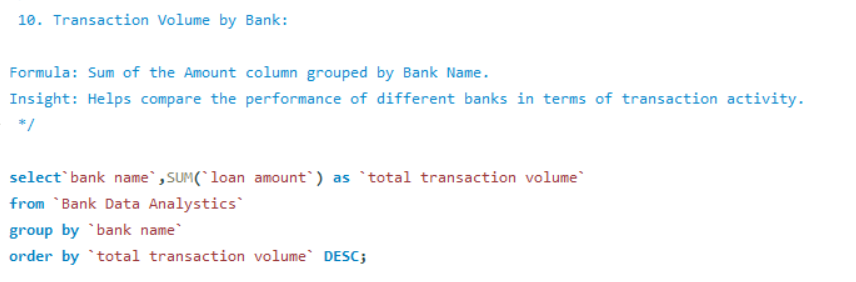 10. Transaction Volume by Bank:
Formula: Sum of the Amount column grouped by Bank Name.
Insight: Helps compare the performance of different banks in terms of transaction activity.
*/
select`bank name`,SUM(`loan amount`) as `total transaction volume`
from `Bank Data Analystics`
group by `bank name`
order by `total transaction volume` DESC;